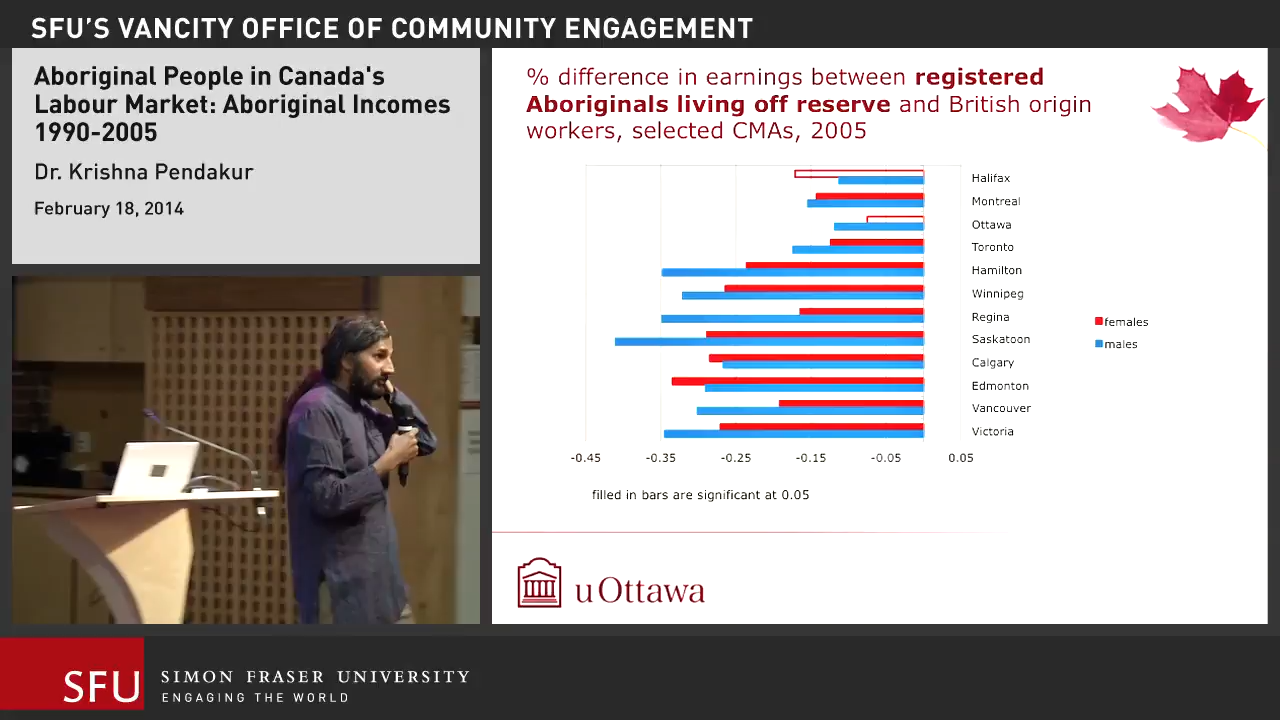 SFU'S VANCITY OFFICE OF COMMUNITY ENGAGEMENT
Aboriginal People in Canada's
Labour Market: Aboriginal Incomes
1990-2005
Dr. Krishna Pendakur
February 18, 2014
% difference in earnings between registered
Aboriginals living off reserve and British origin
workers, selected CMAs, 2005
Halifax
Montreal
Ottawa
Toronto
Hamilton
Winnipeg
Regina
Saskatoon
Calgary
Edmonton
Vancouver
Victoria
females
males
-0.45 -0.35 -0.25 -0.15 -0.05 0.05
filled in bars are significant at 0.05
uOttawa
SFU
SIMON FRASER UNIVERSITY
ENGAGING THE WORLD